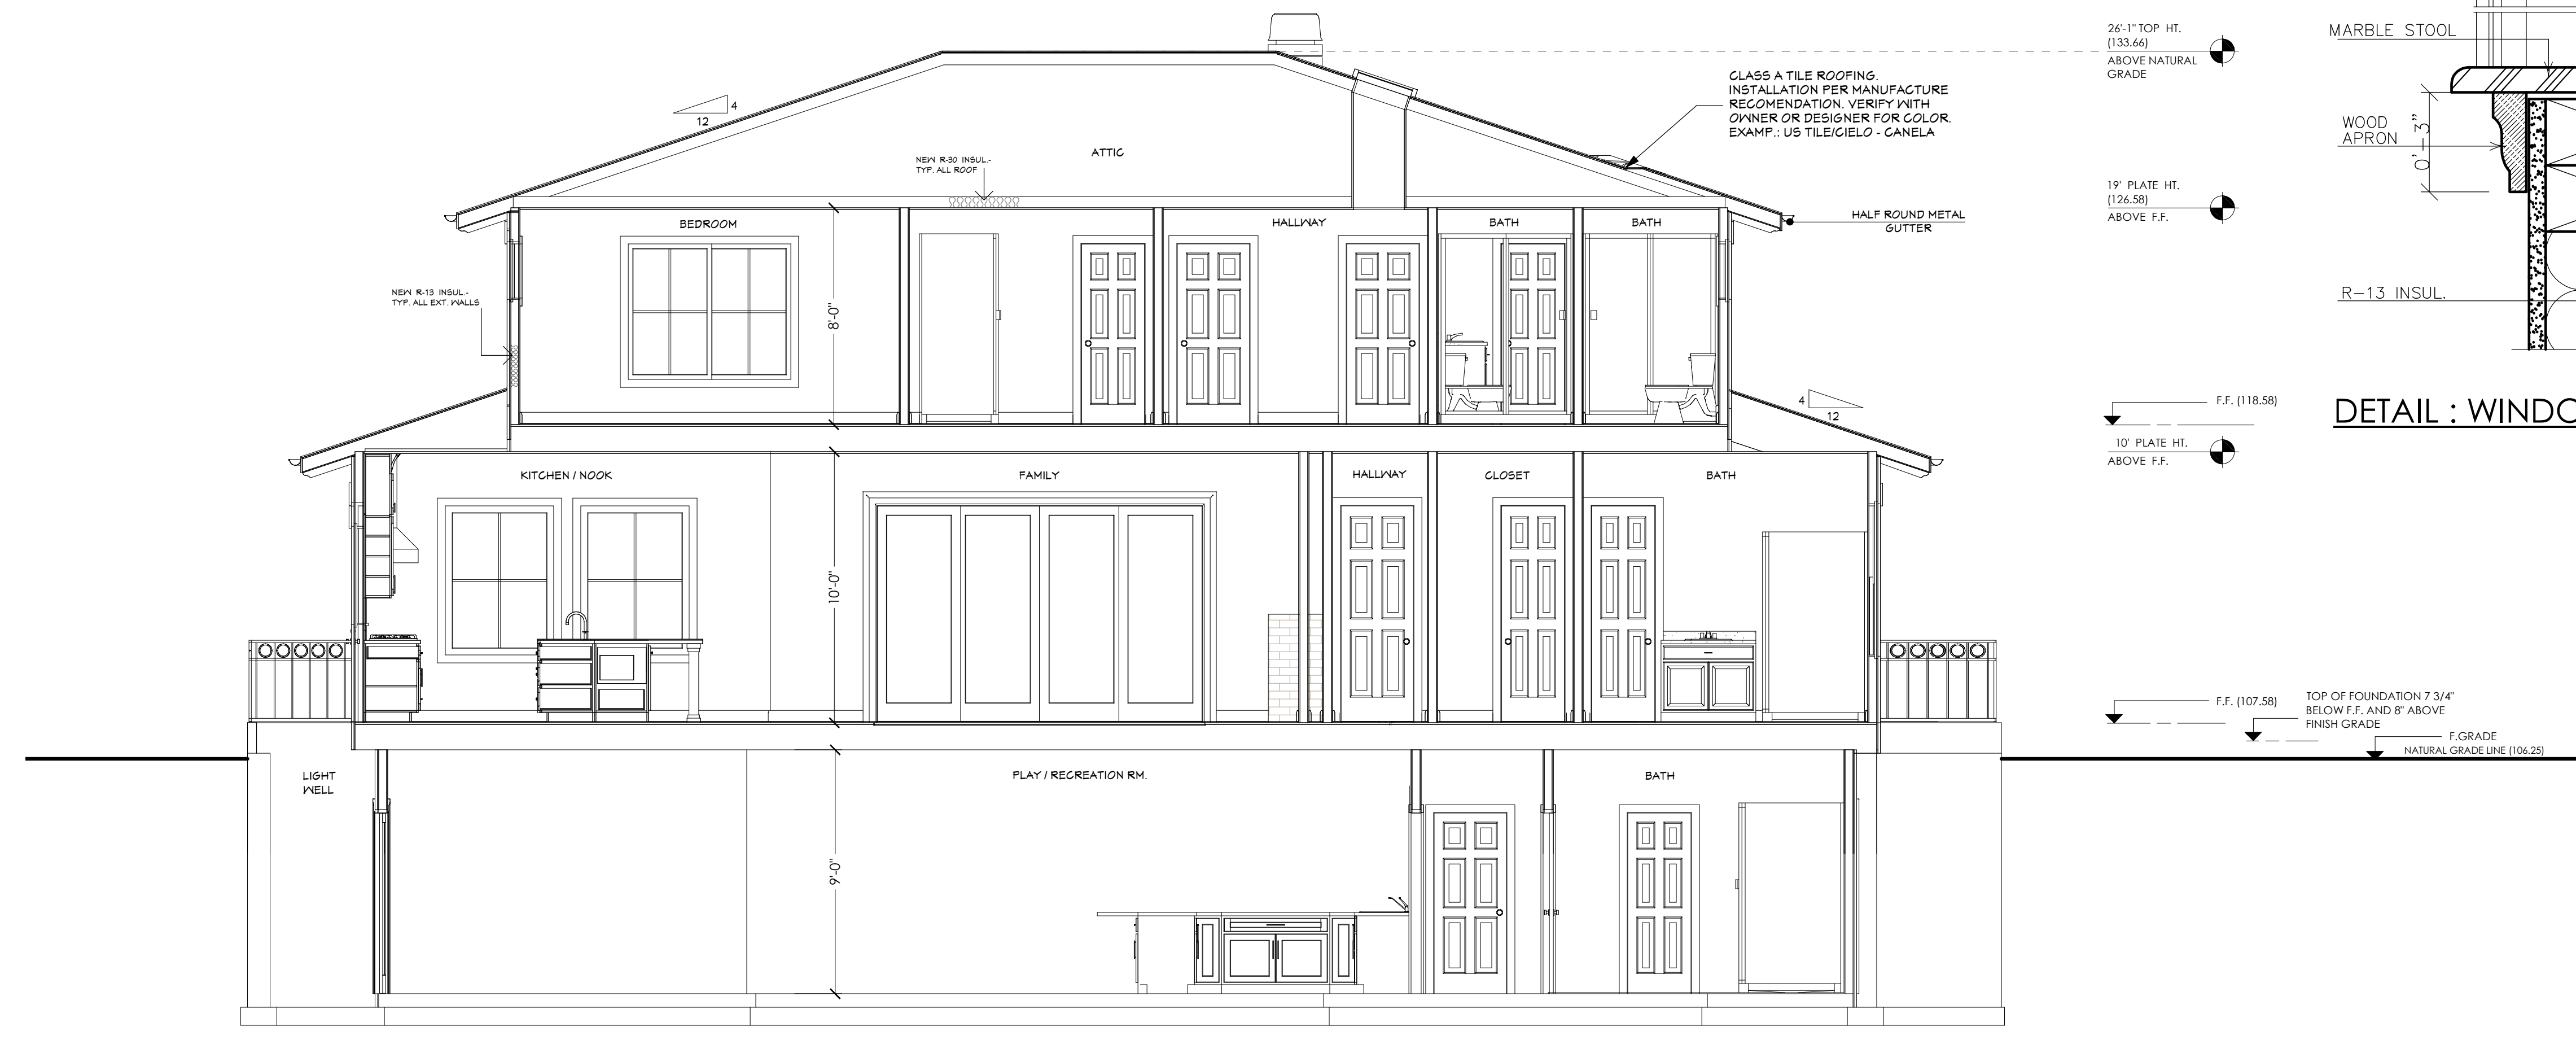 26'-1" TOP HT.
(133.66)
ABOVE NATURAL
GRADE
MARBLE STOOL
CLASS A TILE ROOFING.
INSTALLATION PER MANUFACTURE
RECOMENDATION. VERIFY WITH
OWNER OR DESIGNER FOR COLOR.
EXAMP.: US TILE/CIELO - CANELA
4
12
WOOD
APRON
0'-3"
ATTIC
NEW R-30 INSUL.-
TYP. ALL ROOF
19' PLATE HT.
(126.58)
ABOVE F.F.
BEDROOM
HALLWAY
BATH
BATH
HALF ROUND METAL
GUTTER
NEW R-13 INSUL.-
TYP. ALL EXT. WALLS
8'-0"
R-13 INSUL.
4
12
F.F. (118.58)
DETAIL : WINDO
10' PLATE HT.
ABOVE F.F.
KITCHEN / NOOK
FAMILY
HALLWAY
CLOSET
BATH
10'-0"
F.F. (107.58)
TOP OF FOUNDATION 7 3/4"
BELOW F.F. AND 8" ABOVE
FINISH GRADE
F.GRADE
NATURAL GRADE LINE (106.25)
LIGHT
WELL
PLAY / RECREATION RM.
BATH
9'-0"